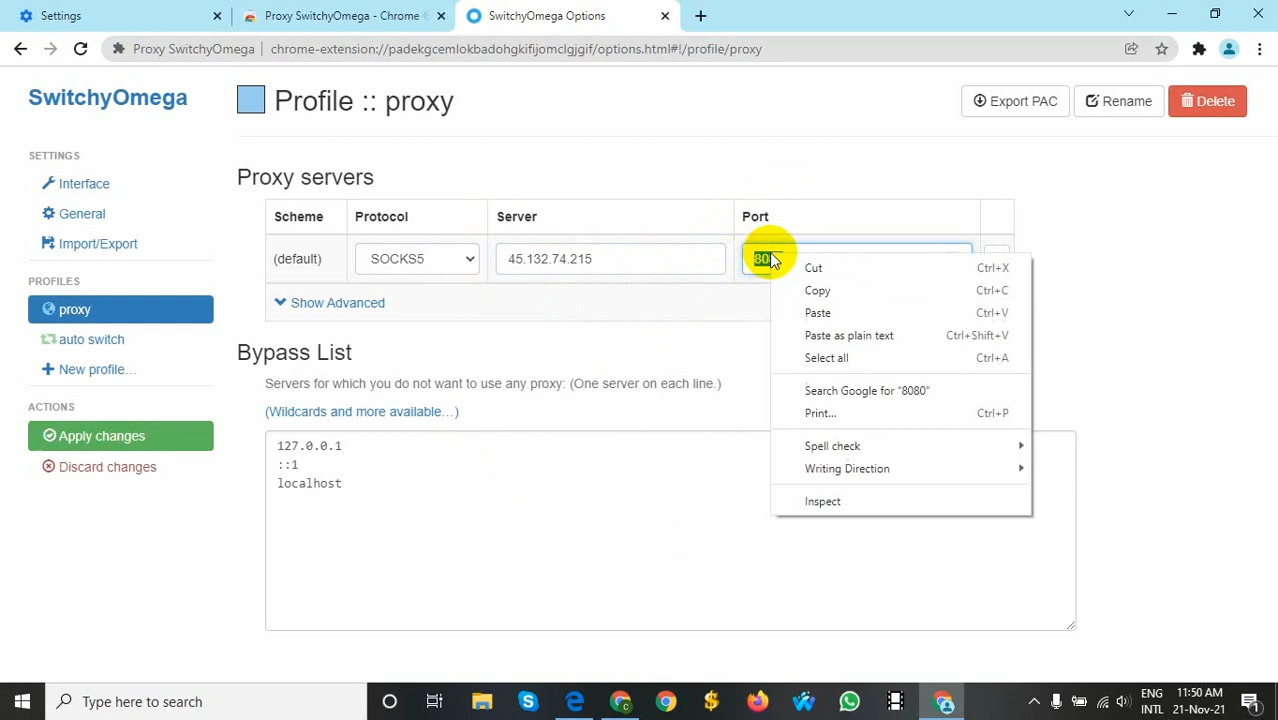 Settings
Proxy SwitchyOmega - Chrome
SwitchyOmega Options
Proxy SwitchyOmega | chrome-extension://padekgcemlokbadohgkifijomclgjgif/options.html#!/profile/proxy
SwitchyOmega
Profile :: proxy
Export PAC
Rename
Delete
SETTINGS
Interface
General
Import/Export
PROFILES
proxy
auto switch
New profile…
ACTIONS
Apply changes
Discard changes
Proxy servers
Scheme Protocol Server Port
(default) SOCKS5 45.132.74.215
Show Advanced
Bypass List
Servers for which you do not want to use any proxy: (One server on each line.)
(Wildcards and more available…)
127.0.0.1
::1
localhost
Cut Ctrl+X
Copy Ctrl+C
Paste Ctrl+V
Paste as plain text Ctrl+Shift+V
Select all Ctrl+A
Search Google for “8080”
Print... Ctrl+P
Spell check
Writing Direction
Inspect
Type here to search
ENG
INTL
11:50 AM
21-Nov-21